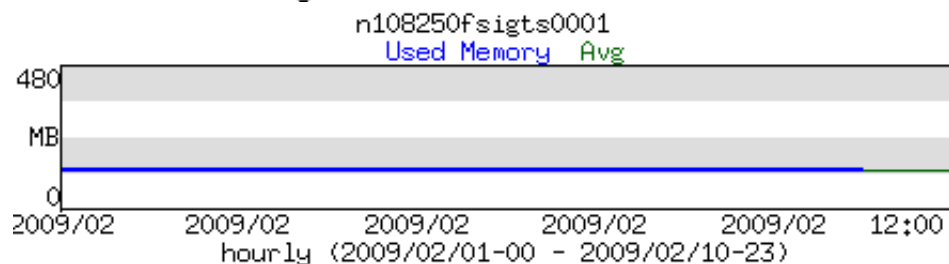 n108250fsigts0001
Used Memory Avg
480
MB
0
2009/02 2009/02 2009/02 2009/02 2009/02 12:00
hourly (2009/02/01-00 - 2009/02/10-23)